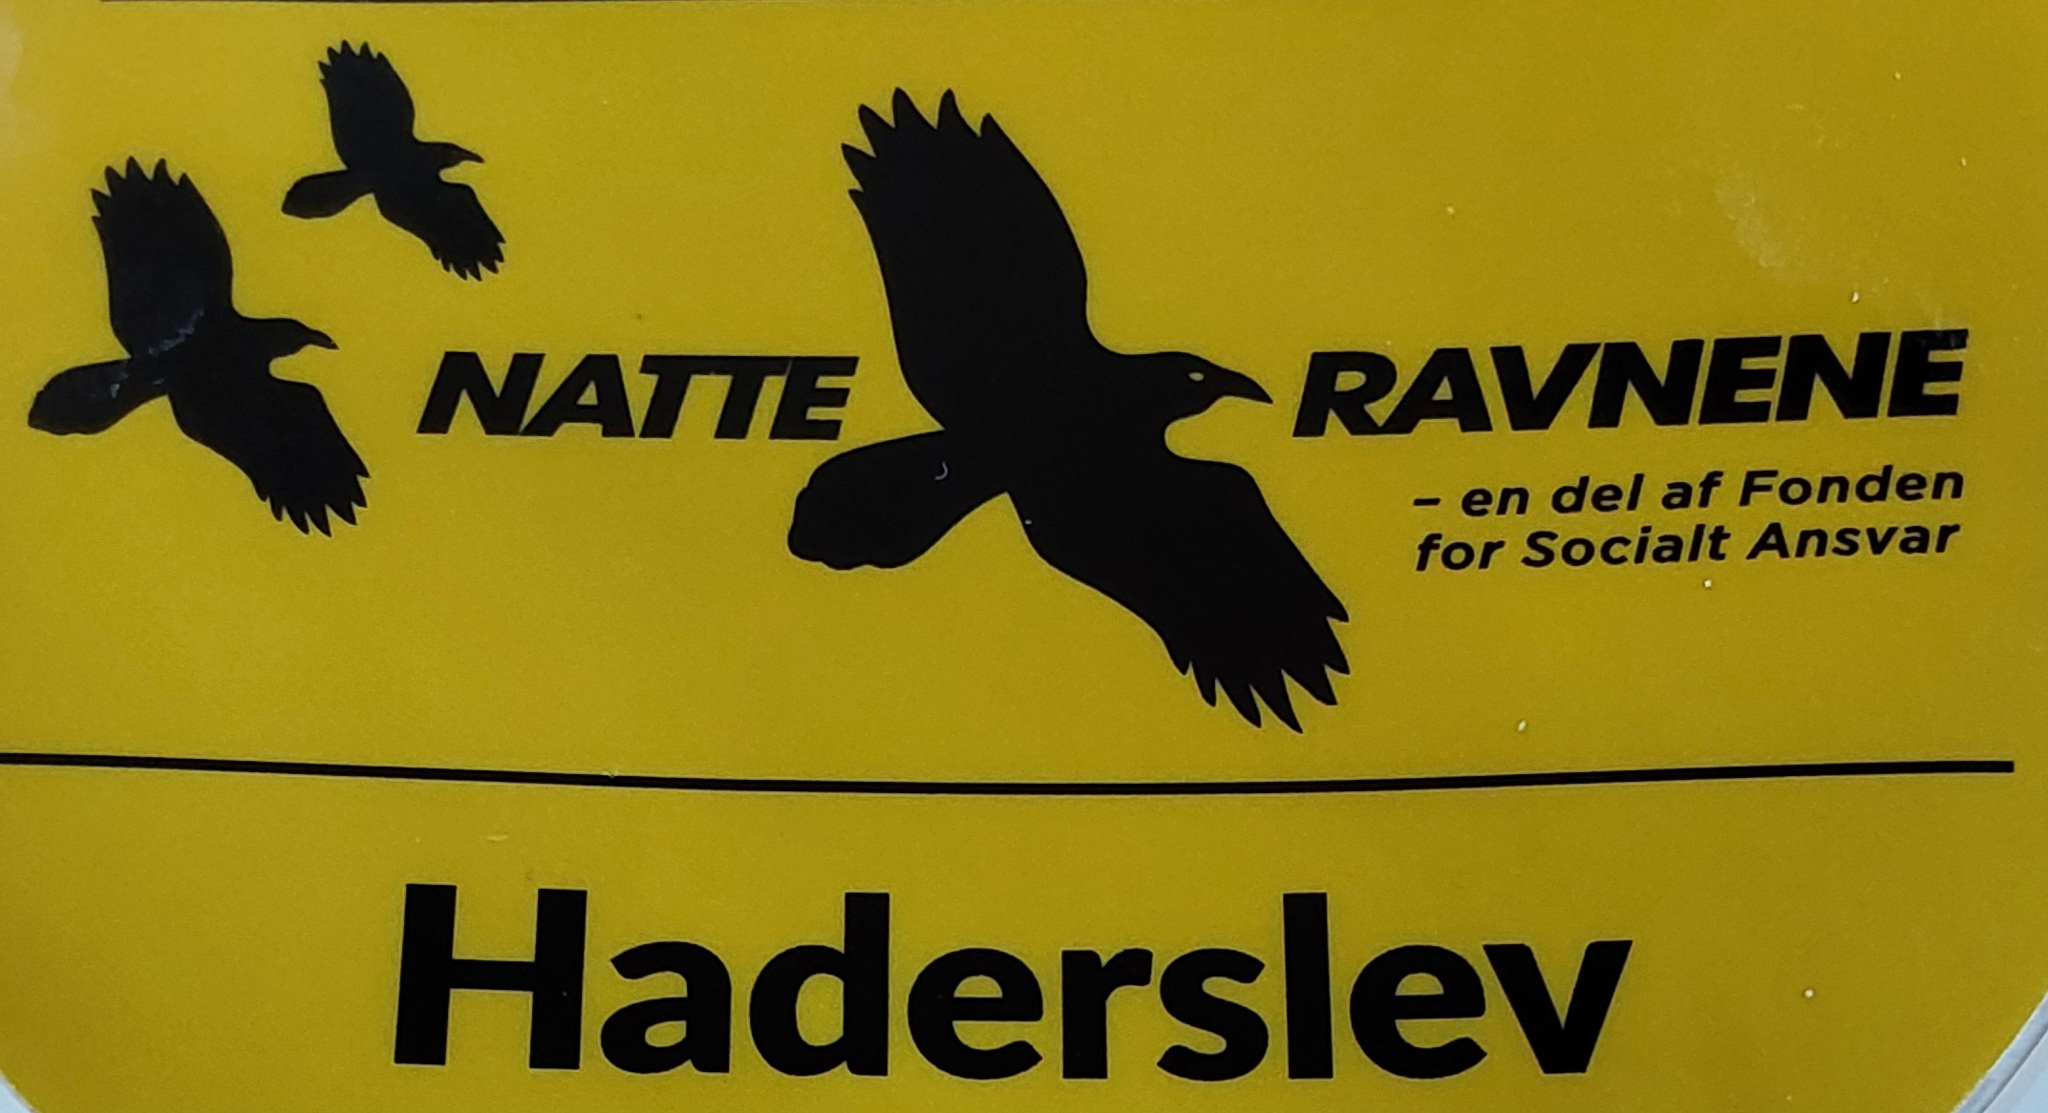 NATTE RAVNENE
– en del af Fonden
for Socialt Ansvar
Haderslev